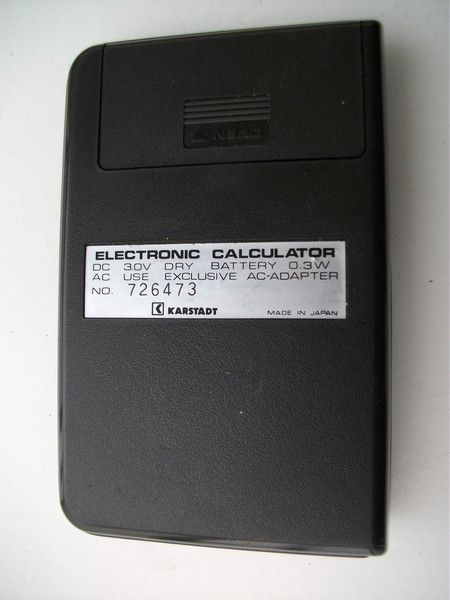 ELECTRONIC CALCULATOR
DC 3.0V DRY BATTERY 0.3W
AC USE EXCLUSIVE AC-ADAPTER
NO. 726473
KARSTADT MADE IN JAPAN